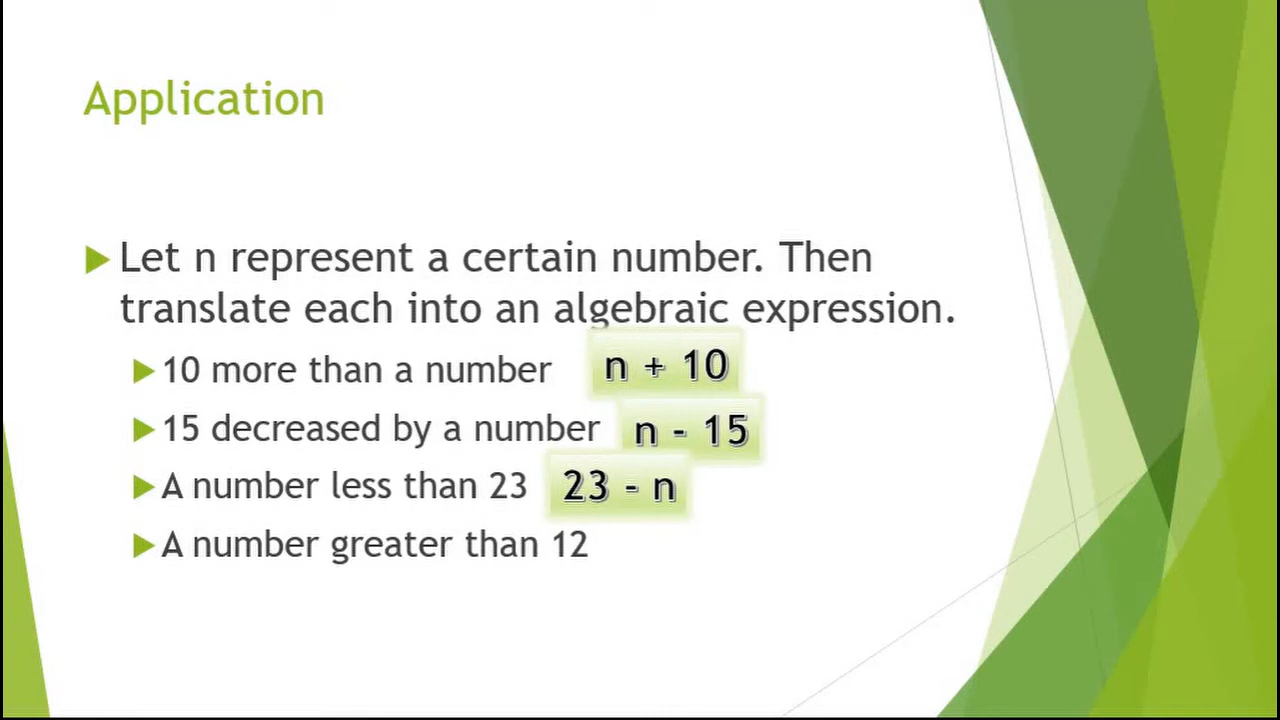 Application
Let n represent a certain number. Then
translate each into an algebraic expression.
10 more than a number n + 10
15 decreased by a number n - 15
A number less than 23 23 - n
A number greater than 12